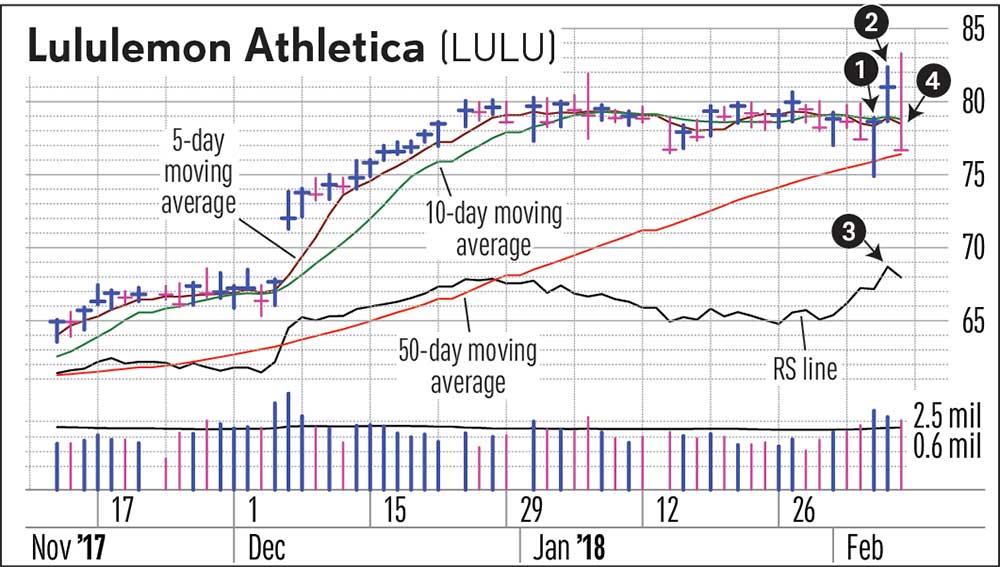 Lululemon Athletica (LULU)
2
85
1
4
80
5-day
moving
average
75
10-day moving
average
3
70
65
50-day moving
average
RS line
2.5 mil
0.6 mil
17
1
15
29
12
26
Nov '17
Dec
Jan '18
Feb